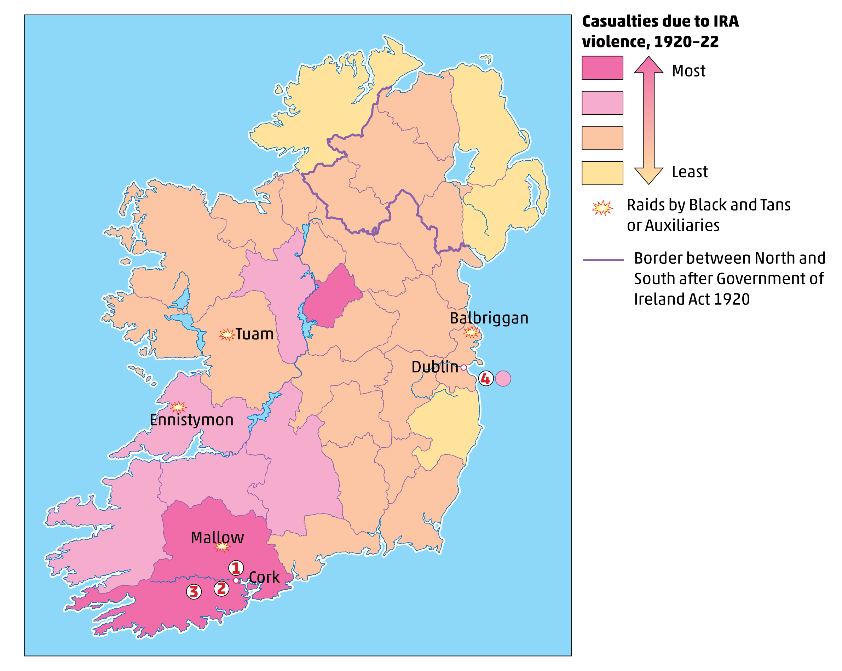 Casualties due to IRA
violence, 1920–22
Most
Least
Raids by Black and Tans
or Auxiliaries
Border between North and
South after Government of
Ireland Act 1920
Balbriggan
Tuam
Dublin
4
Ennistymon
Mallow
1
Cork
3
2